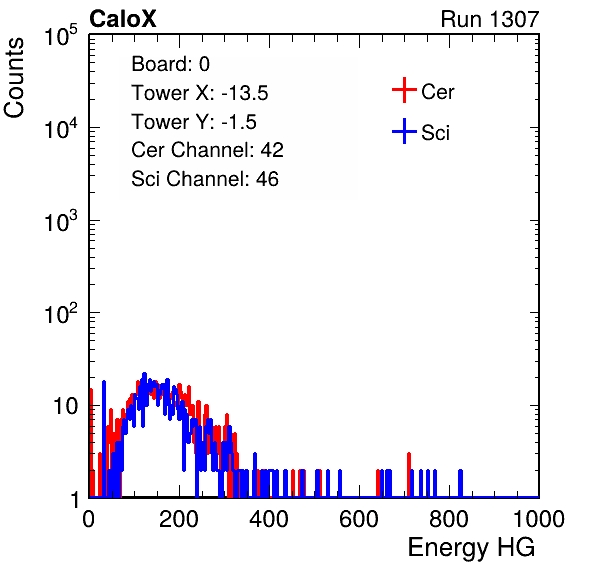 CaloX Run 1307
Counts
10^5
10^4
10^3
10^2
10
1
Board: 0
Tower X: -13.5
Tower Y: -1.5
Cer Channel: 42
Sci Channel: 46
Cer
Sci
0 200 400 600 800 1000
Energy HG